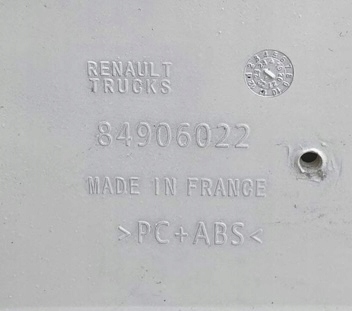 RENAULT
TRUCKS
84906022
MADE IN FRANCE
>PC+ABS<